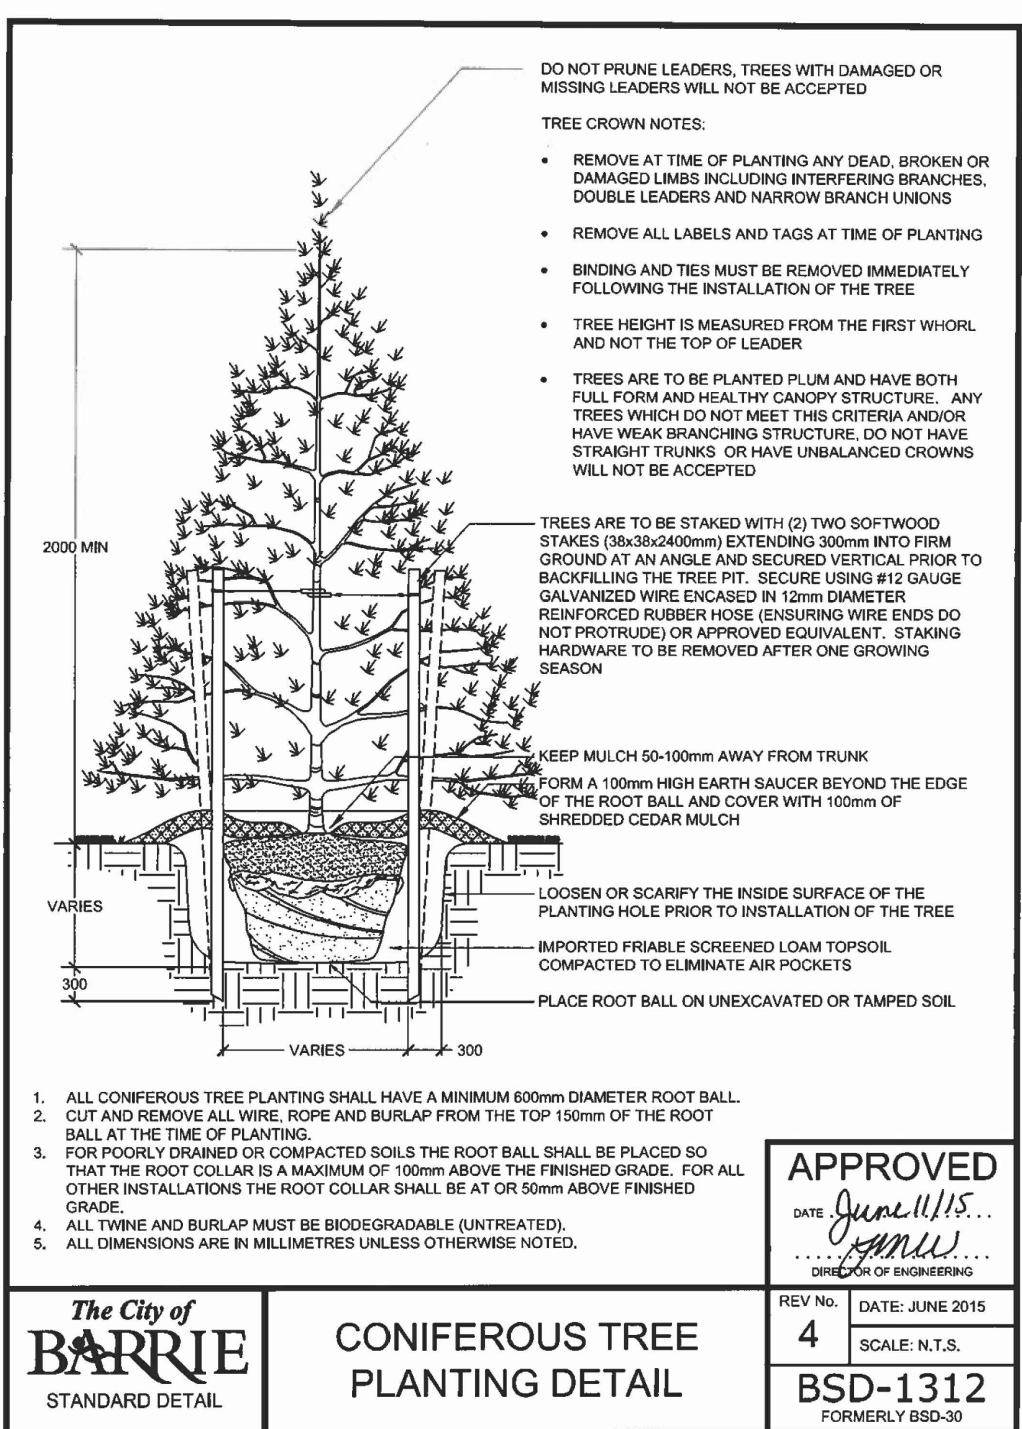 DO NOT PRUNE LEADERS, TREES WITH DAMAGED OR
MISSING LEADERS WILL NOT BE ACCEPTED
TREE CROWN NOTES:
• REMOVE AT TIME OF PLANTING ANY DEAD, BROKEN OR
DAMAGED LIMBS INCLUDING INTERFERING BRANCHES,
DOUBLE LEADERS AND NARROW BRANCH UNIONS
• REMOVE ALL LABELS AND TAGS AT TIME OF PLANTING
• BINDING AND TIES MUST BE REMOVED IMMEDIATELY
FOLLOWING THE INSTALLATION OF THE TREE
• TREE HEIGHT IS MEASURED FROM THE FIRST WHORL
AND NOT THE TOP OF LEADER
• TREES ARE TO BE PLANTED PLUM AND HAVE BOTH
FULL FORM AND HEALTHY CANOPY STRUCTURE. ANY
TREES WHICH DO NOT MEET THIS CRITERIA AND/OR
HAVE WEAK BRANCHING STRUCTURE, DO NOT HAVE
STRAIGHT TRUNKS OR HAVE UNBALANCED CROWNS
WILL NOT BE ACCEPTED
2000 MIN
TREES ARE TO BE STAKED WITH (2) TWO SOFTWOOD
STAKES (38x38x2400mm) EXTENDING 300mm INTO FIRM
GROUND AT AN ANGLE AND SECURED VERTICAL PRIOR TO
BACKFILLING THE TREE PIT. SECURE USING #12 GAUGE
GALVANIZED WIRE ENCASED IN 12mm DIAMETER
REINFORCED RUBBER HOSE (ENSURING WIRE ENDS DO
NOT PROTRUDE) OR APPROVED EQUIVALENT. STAKING
HARDWARE TO BE REMOVED AFTER ONE GROWING
SEASON
KEEP MULCH 50-100mm AWAY FROM TRUNK
FORM A 100mm HIGH EARTH SAUCER BEYOND THE EDGE
OF THE ROOT BALL AND COVER WITH 100mm OF
SHREDDED CEDAR MULCH
VARIES
LOOSEN OR SCARIFY THE INSIDE SURFACE OF THE
PLANTING HOLE PRIOR TO INSTALLATION OF THE TREE
IMPORTED FRIABLE SCREENED LOAM TOPSOIL
COMPACTED TO ELIMINATE AIR POCKETS
300
PLACE ROOT BALL ON UNEXCAVATED OR TAMPED SOIL
VARIES 300
1. ALL CONIFEROUS TREE PLANTING SHALL HAVE A MINIMUM 600mm DIAMETER ROOT BALL.
2. CUT AND REMOVE ALL WIRE, ROPE AND BURLAP FROM THE TOP 150mm OF THE ROOT
BALL AT THE TIME OF PLANTING.
3. FOR POORLY DRAINED OR COMPACTED SOILS THE ROOT BALL SHALL BE PLACED SO
THAT THE ROOT COLLAR IS A MAXIMUM OF 100mm ABOVE THE FINISHED GRADE. FOR ALL
OTHER INSTALLATIONS THE ROOT COLLAR SHALL BE AT OR 50mm ABOVE FINISHED
GRADE.
4. ALL TWINE AND BURLAP MUST BE BIODEGRADABLE (UNTREATED).
5. ALL DIMENSIONS ARE IN MILLIMETRES UNLESS OTHERWISE NOTED.
APPROVED
DATE June 11/15
DIRECTOR OF ENGINEERING
The City of
BARRIE
STANDARD DETAIL
CONIFEROUS TREE
PLANTING DETAIL
REV No.
4
DATE: JUNE 2015
SCALE: N.T.S.
BSD-1312
FORMERLY BSD-30